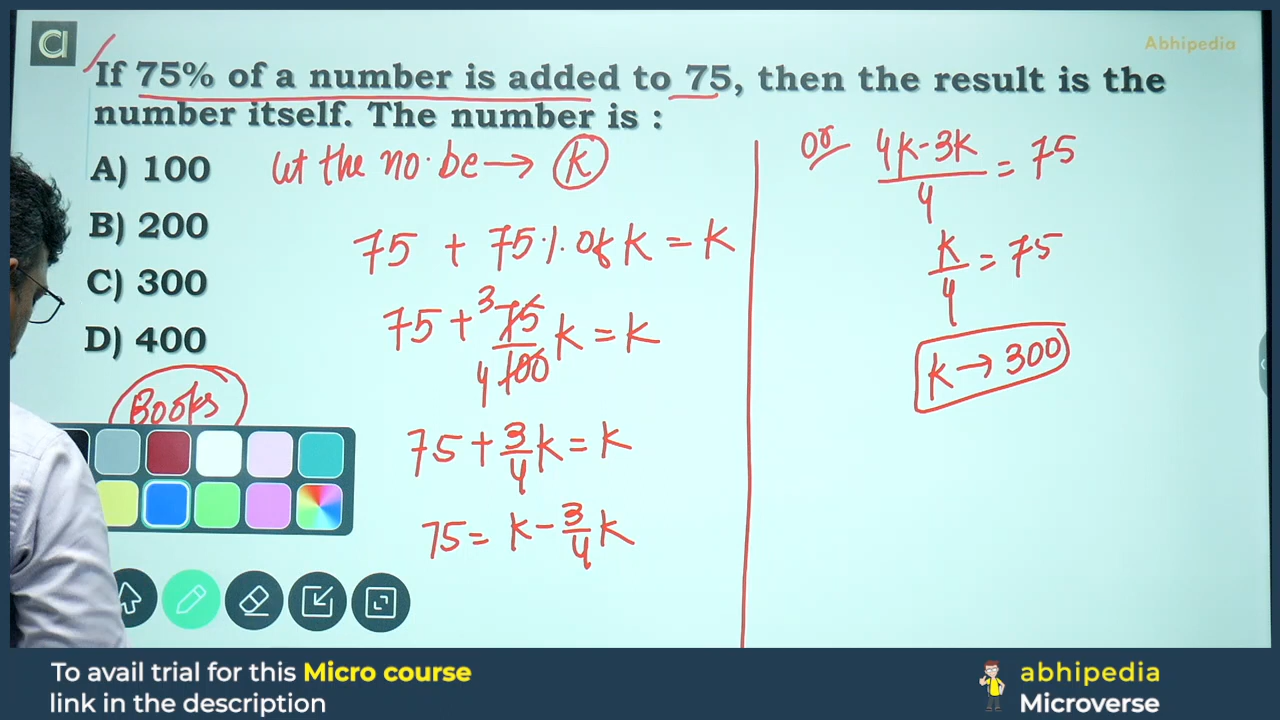 Abhipedia
If 75% of a number is added to 75, then the result is the
number itself. The number is :
A) 100
B) 200
C) 300
D) 400
Books
let the no. be → k
75 + 75% of k = k
75 + 3 75/4 100 k = k
75 + 3/4 k = k
75 = k - 3/4 k
or 4k-3k/4 = 75
k/4 = 75
k → 300
To avail trial for this Micro course
link in the description
abhipedia
Microverse